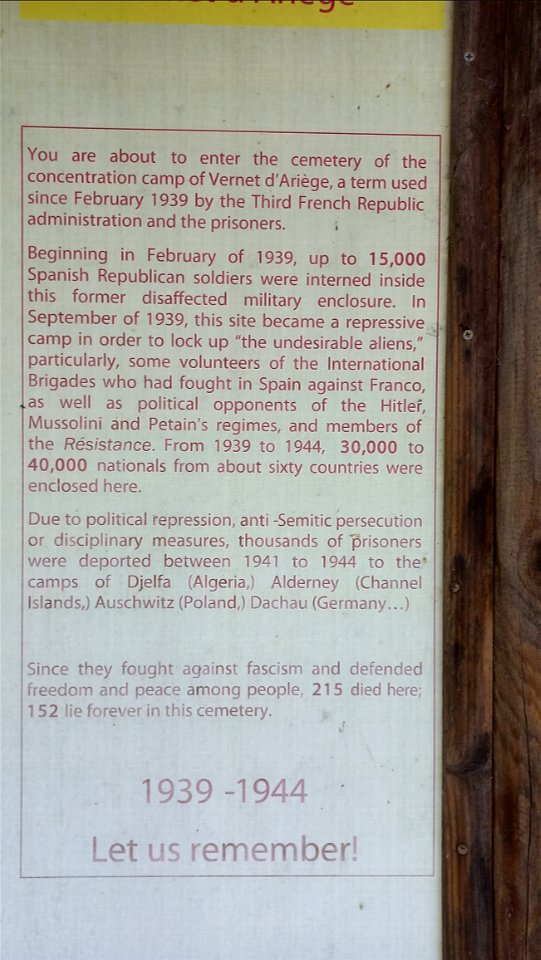 You are about to enter the cemetery of the
concentration camp of Vernet d'Ariège, a term used
since February 1939 by the Third French Republic
administration and the prisoners.
Beginning in February of 1939, up to 15,000
Spanish Republican soldiers were interned inside
this former disaffected military enclosure. In
September of 1939, this site became a repressive
camp in order to lock up "the undesirable aliens,"
particularly, some volunteers of the International
Brigades who had fought in Spain against Franco,
as well as political opponents of the Hitler,
Mussolini and Petain's regimes, and members of
the Résistance. From 1939 to 1944, 30,000 to
40,000 nationals from about sixty countries were
enclosed here.
Due to political repression, anti -Semitic persecution
or disciplinary measures, thousands of prisoners
were deported between 1941 to 1944 to the
camps of Djelfa (Algeria,) Alderney (Channel
Islands,) Auschwitz (Poland,) Dachau (Germany…)
Since they fought against fascism and defended
freedom and peace among people, 215 died here;
152 lie forever in this cemetery.
1939 -1944
Let us remember!